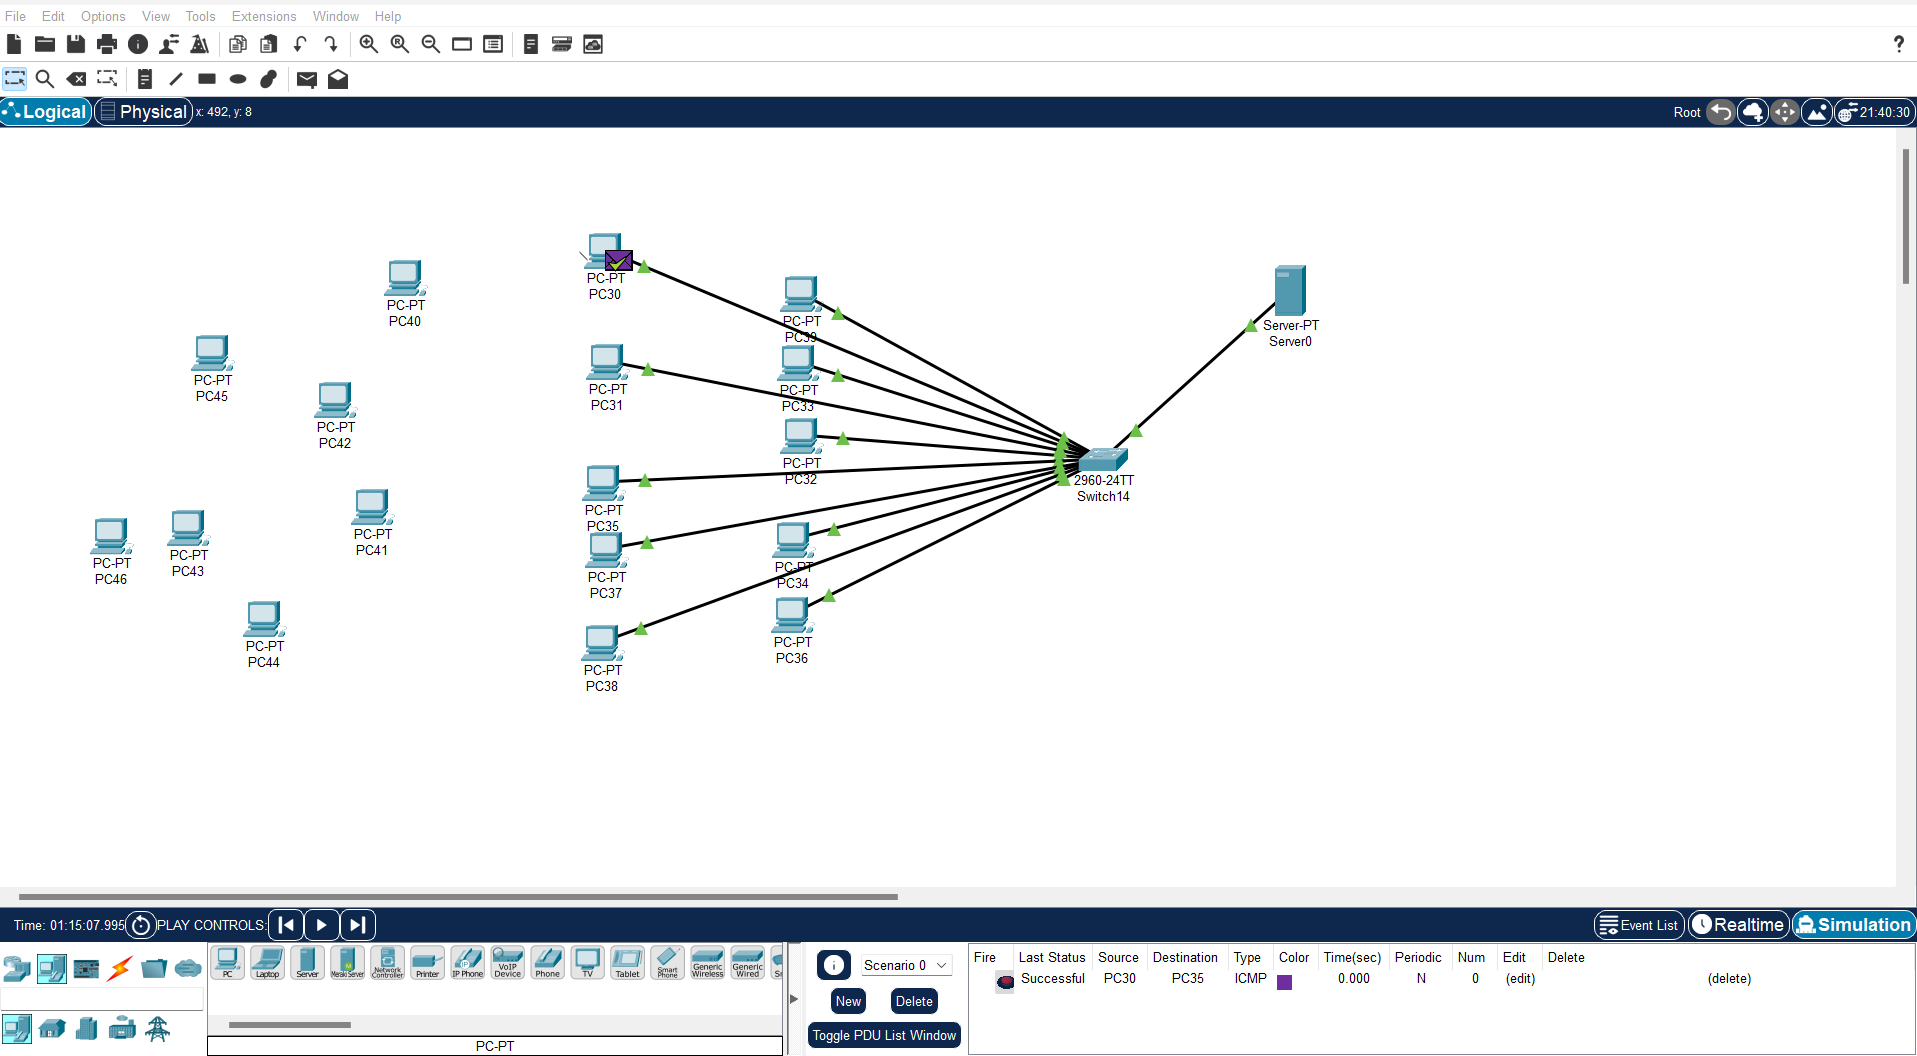 File Edit Options View Tools Extensions Window Help
?
Logical Physical x: 492, y: 8 Root 21:40:30
PC-PT
PC30
PC-PT
PC40
PC-PT
PC39
Server-PT
Server0
PC-PT
PC45
PC-PT
PC31
PC-PT
PC33
PC-PT
PC42
PC-PT
PC32
2960-24TT
Switch14
PC-PT
PC35
PC-PT
PC41
PC-PT
PC46
PC-PT
PC43
PC-PT
PC37
PC-PT
PC34
PC-PT
PC44
PC-PT
PC36
PC-PT
PC38
Time: 01:15:07.995 PLAY CONTROLS: Event List Realtime Simulation
PC Laptop Server MerakiServer Network Controller Printer IP Phone VoIP Device Phone TV Tablet Smart Phone Generic Wireless Generic Wired
PC-PT
Scenario 0
New Delete
Toggle PDU List Window
Fire Last Status Source Destination Type Color Time(sec) Periodic Num Edit Delete
Successful PC30 PC35 ICMP 0.000 N 0 (edit) (delete)